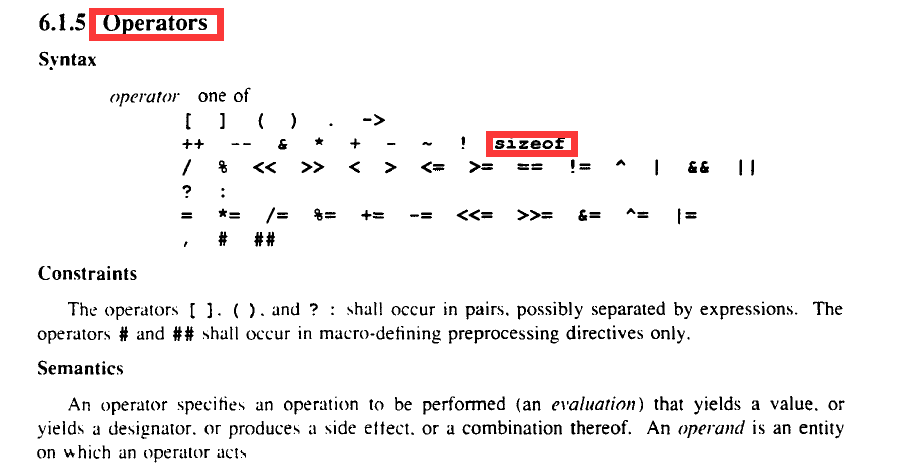 6.1.5 Operators
Syntax
operator one of
[ ] ( ) . ->
++ -- & * + - ~ ! sizeof
/ % << >> < > <= >= == != ^ | && ||
? :
= *= /= %= += -= <<= >>= &= ^= |=
, # ##
Constraints
The operators [ ], ( ), and ? : shall occur in pairs, possibly separated by expressions. The
operators # and ## shall occur in macro-defining preprocessing directives only.
Semantics
An operator specifies an operation to be performed (an evaluation) that yields a value, or
yields a designator, or produces a side effect, or a combination thereof. An operand is an entity
on which an operator acts